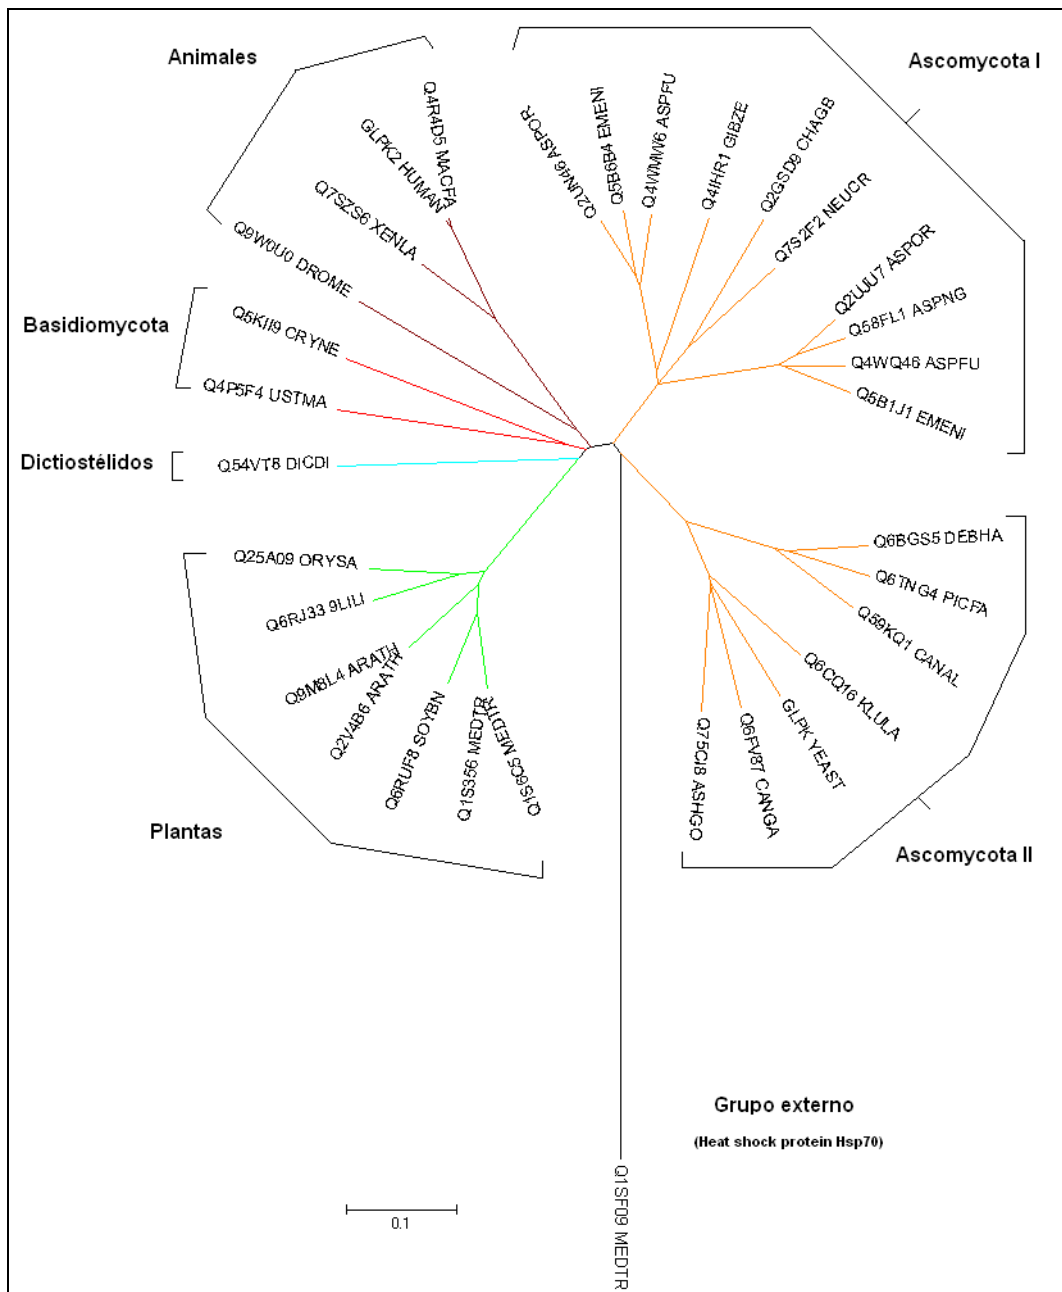 Animales
Ascomycota I
Q4R4D5 MACFA
GLPK2 HUMAN
Q7SZS6 XENLA
Q9W0U0 DROME
Basidiomycota
Q5KII9 CRYNE
Q4P5F4 USTMA
Dictiostélidos
Q54VT8 DICDI
Q2UN46 ASPOR
Q5B6B4 EMENI
Q4WMW6 ASPFU
Q4IHR1 GIBZE
Q2GSD9 CHAGB
Q7S2F2 NEUCR
Q2UJU7 ASPOR
Q58FL1 ASPNG
Q4WQ46 ASPFU
Q5B1J1 EMENI
Q25A09 ORYSA
Q6RJ33 9LILI
Q9M8L4 ARATH
Q2V4B6 ARATH
Q6RUF8 SOYBN
Q1S356 MEDTR
Q1S6C5 MEDTR
Plantas
Q6BGS5 DEBHA
Q6TNG4 PICFA
Q59KQ1 CANAL
Q6CQ16 KLULA
GLPK YEAST
Q6FV87 CANGA
Q75CI8 ASHGO
Ascomycota II
Grupo externo
(Heat shock protein Hsp70)
Q1SF09 MEDTR
0.1